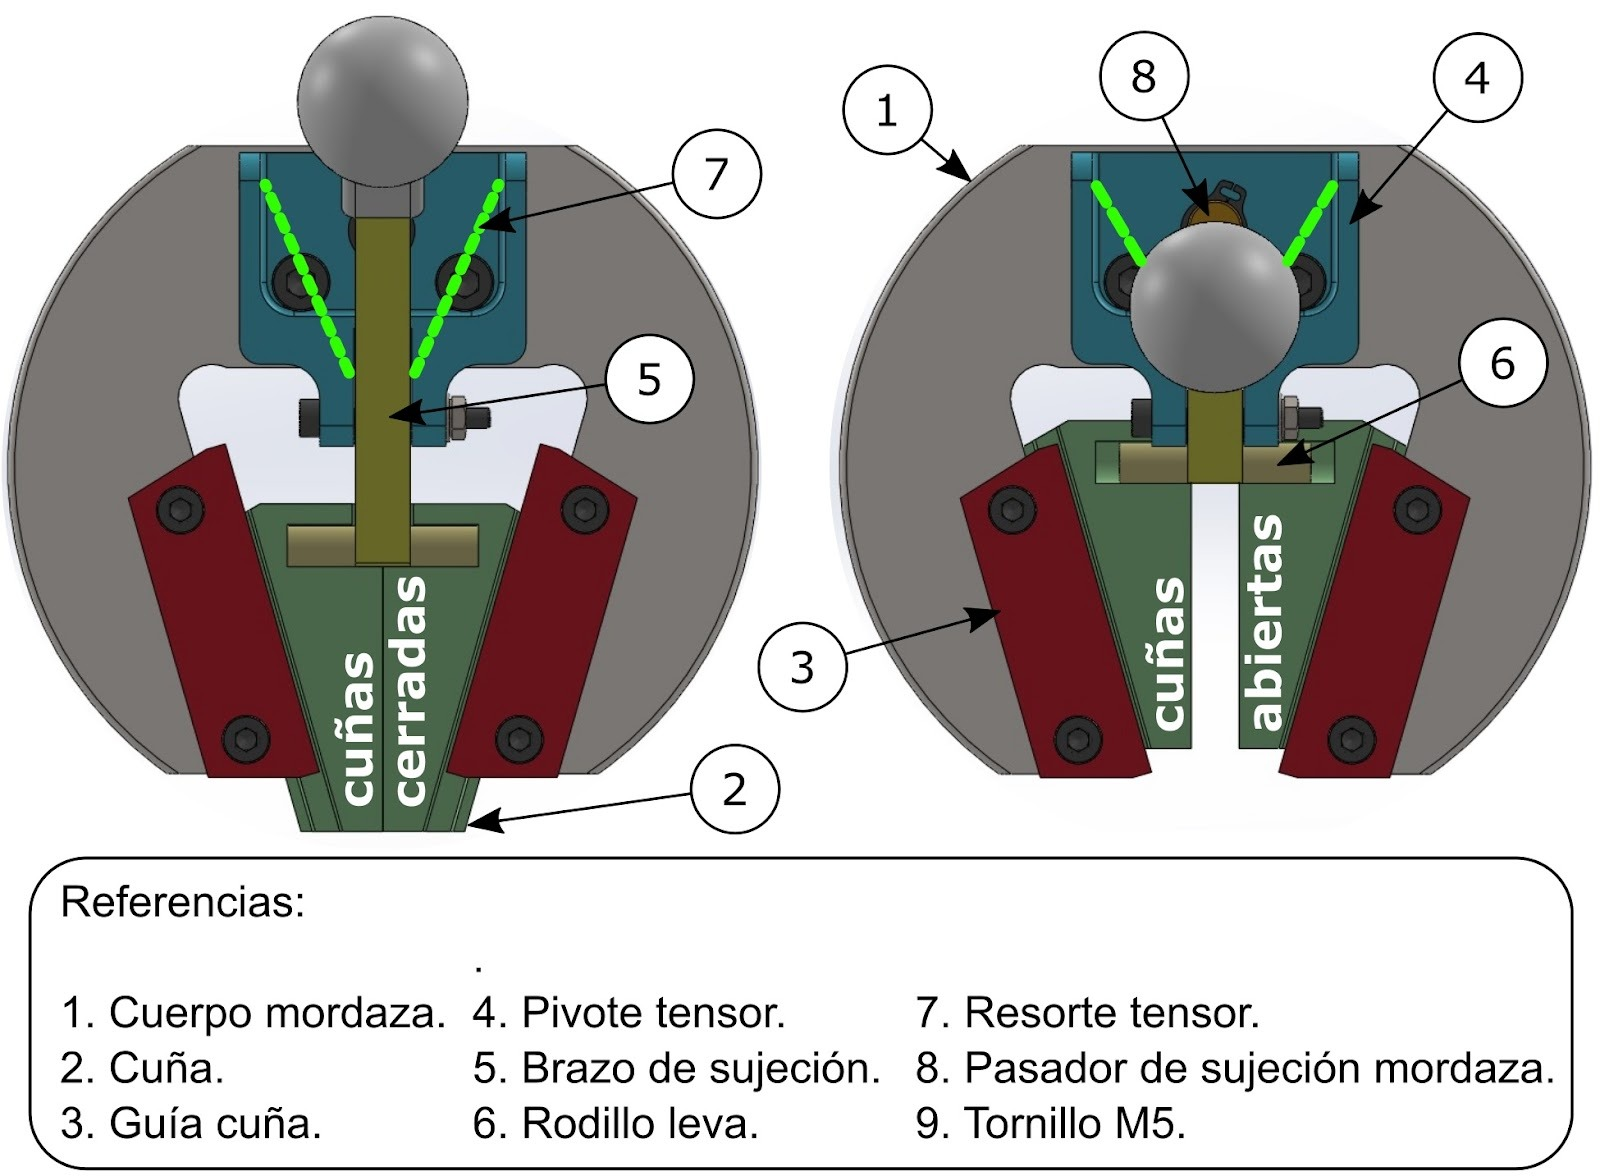 8
4
1
7
5
6
3
2
cuñas
cerradas
cuñas
abiertas
Referencias:
.
1. Cuerpo mordaza. 4. Pivote tensor. 7. Resorte tensor.
2. Cuña. 5. Brazo de sujeción. 8. Pasador de sujeción mordaza.
3. Guía cuña. 6. Rodillo leva. 9. Tornillo M5.